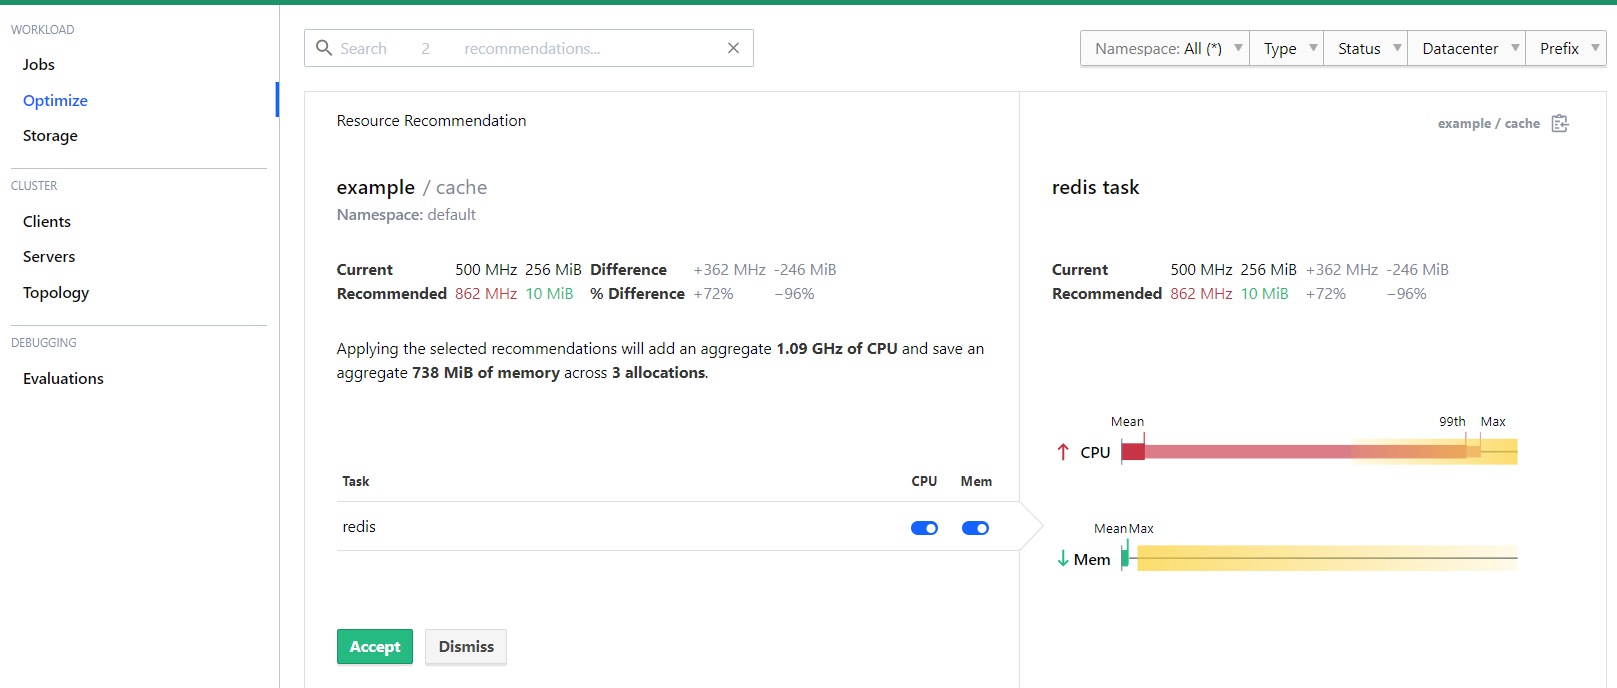 WORKLOAD
Jobs
Optimize
Storage
CLUSTER
Clients
Servers
Topology
DEBUGGING
Evaluations
Search 2 recommendations...
Namespace: All (*) Type Status Datacenter Prefix
Resource Recommendation
example / cache
Namespace: default
Current 500 MHz 256 MiB Difference +362 MHz -246 MiB
Recommended 862 MHz 10 MiB % Difference +72% −96%
Applying the selected recommendations will add an aggregate 1.09 GHz of CPU and save an
aggregate 738 MiB of memory across 3 allocations.
Task CPU Mem
redis
Accept Dismiss
example / cache
redis task
Current 500 MHz 256 MiB +362 MHz -246 MiB
Recommended 862 MHz 10 MiB +72% −96%
Mean 99th Max
CPU
Mean Max
Mem